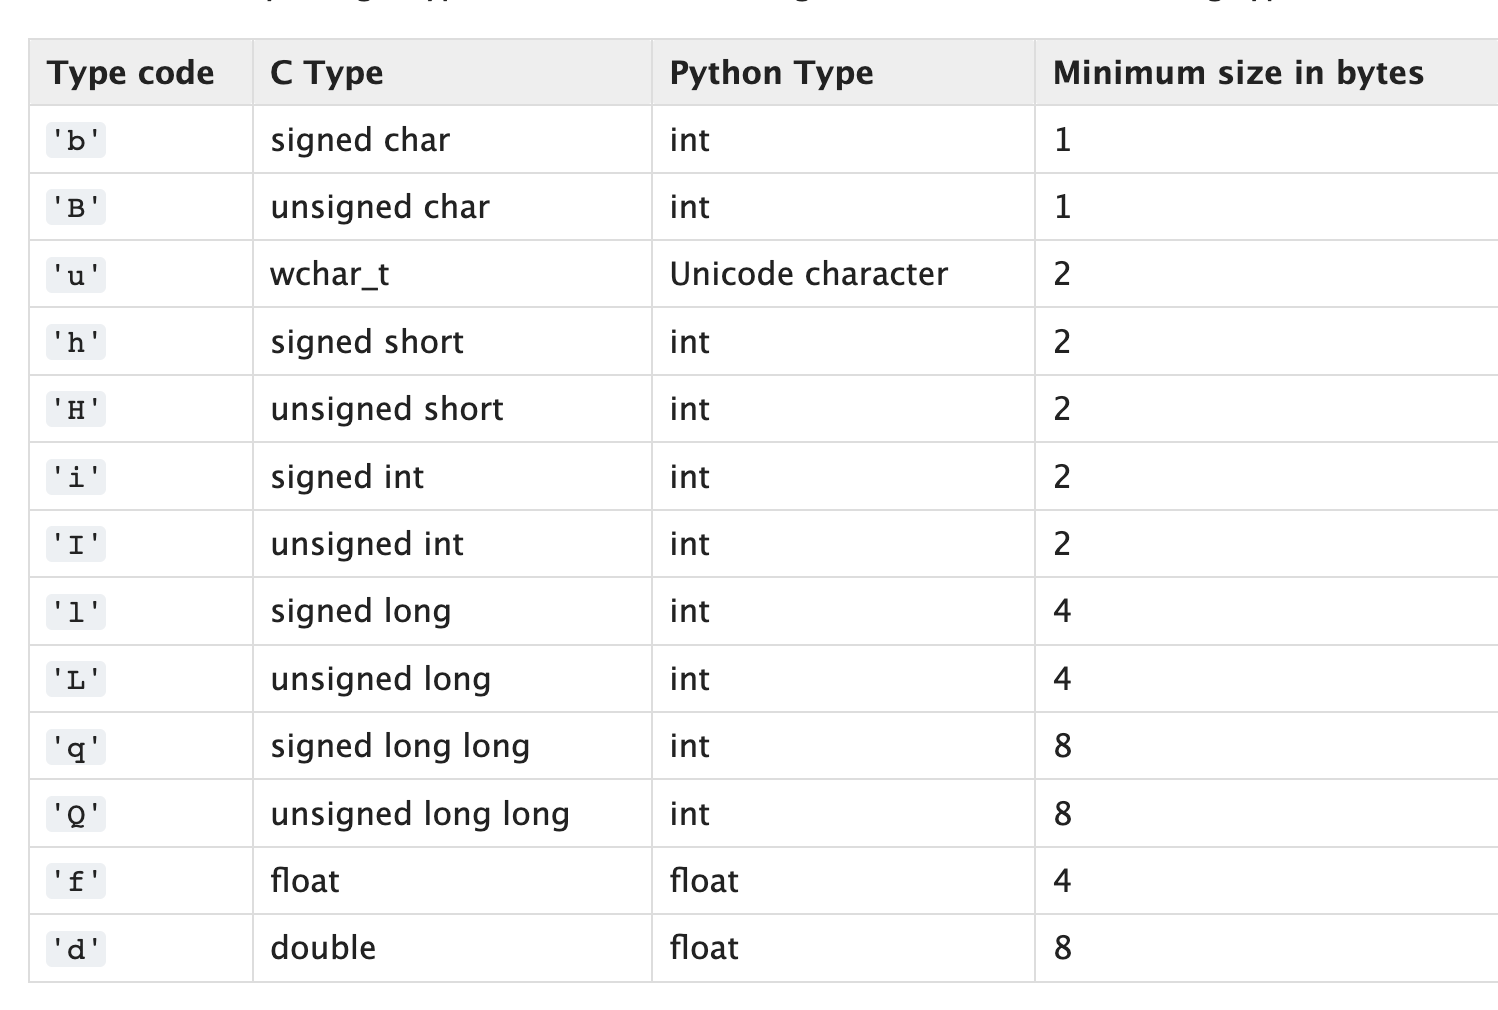 Type code C Type Python Type Minimum size in bytes
'b' signed char int 1
'B' unsigned char int 1
'u' wchar_t Unicode character 2
'h' signed short int 2
'H' unsigned short int 2
'i' signed int int 2
'I' unsigned int int 2
'l' signed long int 4
'L' unsigned long int 4
'q' signed long long int 8
'Q' unsigned long long int 8
'f' float float 4
'd' double float 8